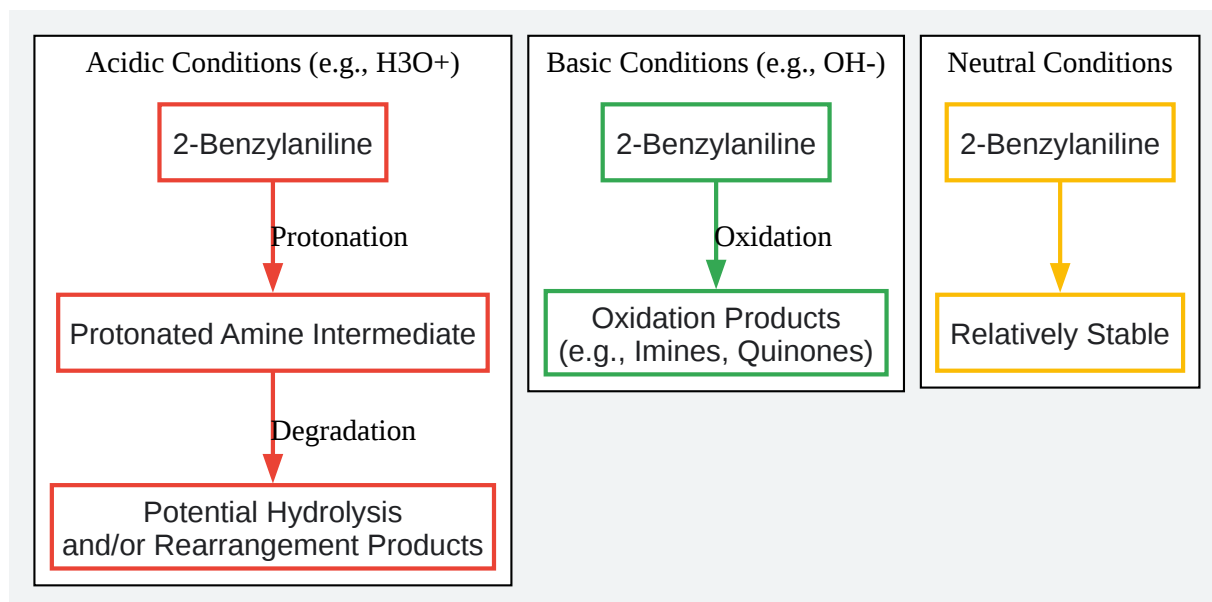 Acidic Conditions (e.g., H3O+)
2-Benzylaniline
Protonation
Protonated Amine Intermediate
Degradation
Potential Hydrolysis
and/or Rearrangement Products
Basic Conditions (e.g., OH-)
2-Benzylaniline
Oxidation
Oxidation Products
(e.g., Imines, Quinones)
Neutral Conditions
2-Benzylaniline
Relatively Stable